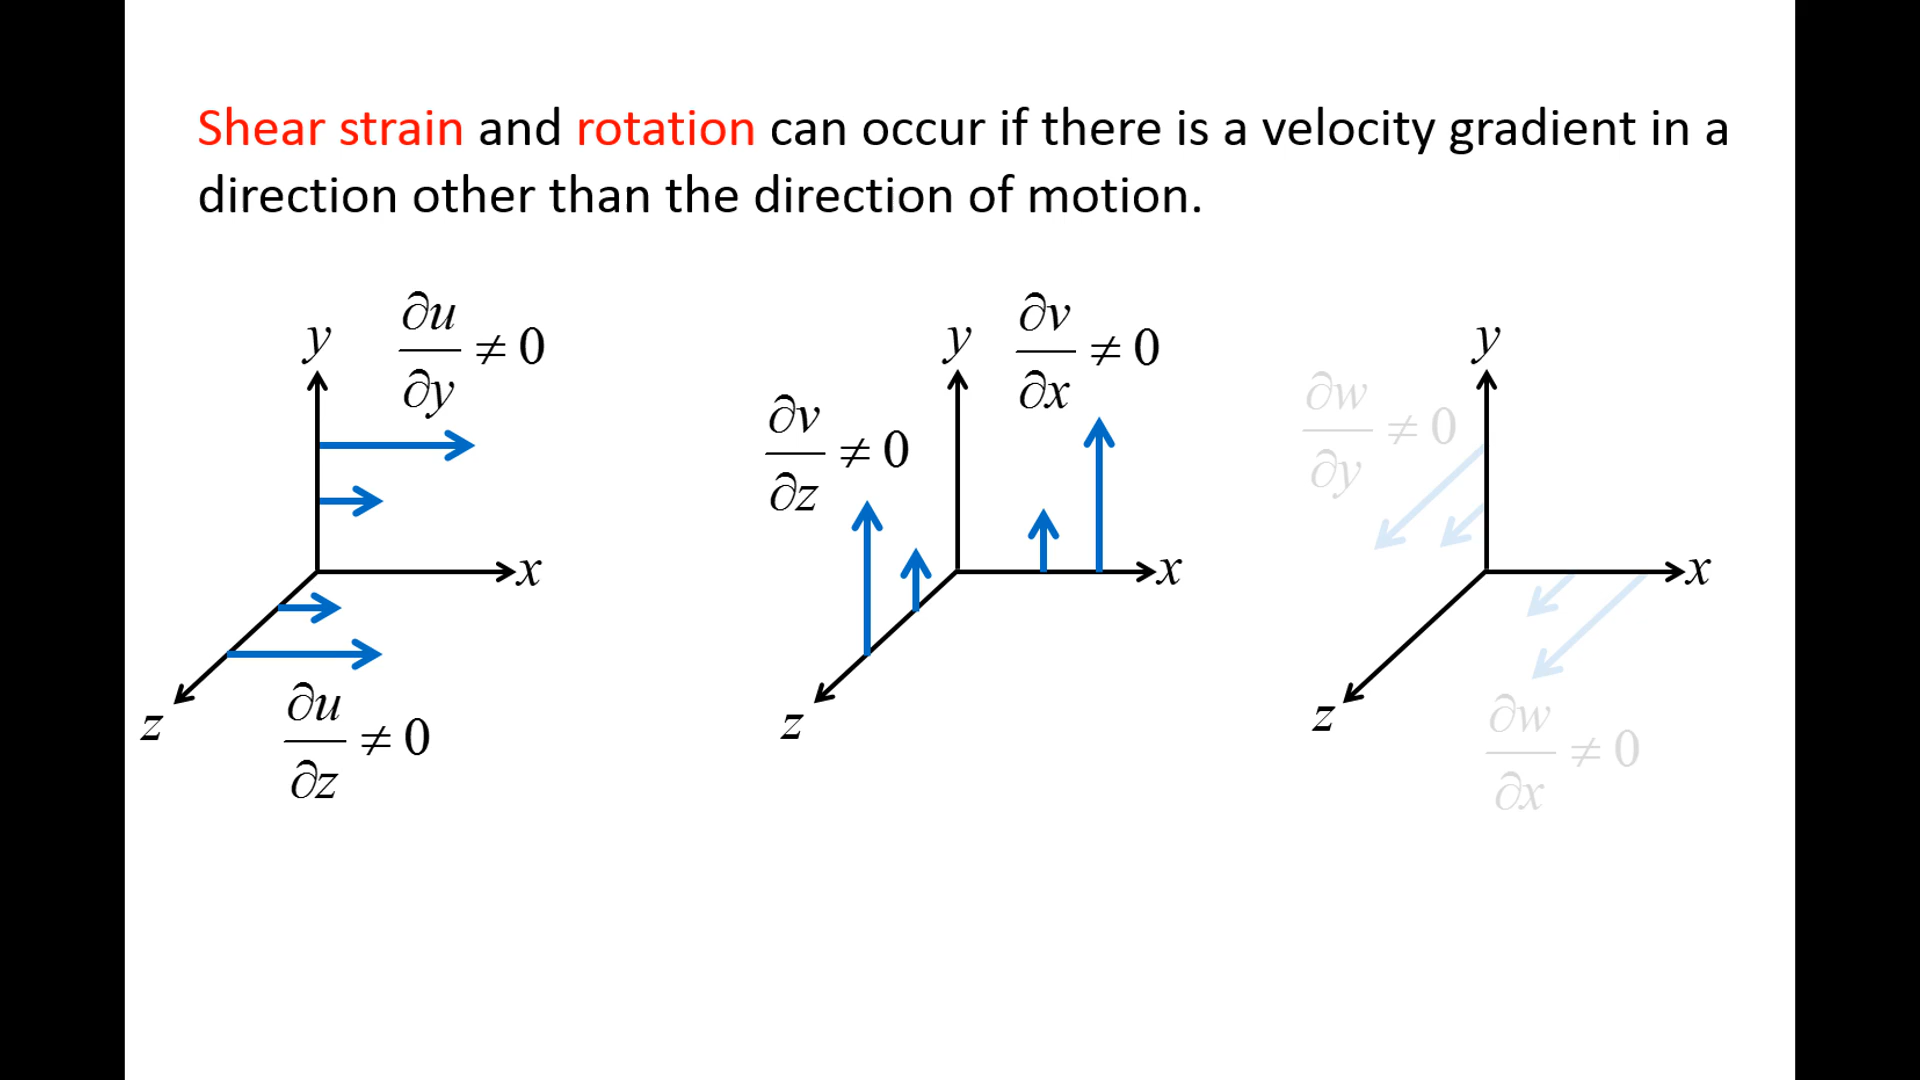 Shear strain and rotation can occur if there is a velocity gradient in a
direction other than the direction of motion.
y
∂u/∂y ≠ 0
x
z
∂u/∂z ≠ 0
∂v/∂z ≠ 0
y
∂v/∂x ≠ 0
x
z
∂w/∂y ≠ 0
y
x
z
∂w/∂x ≠ 0